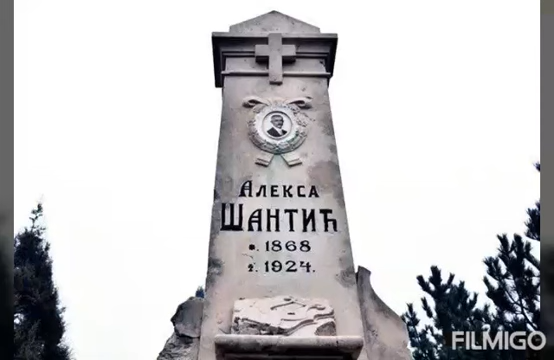 Алекса
Шантић
*. 1868
†. 1924.
FILMIGO